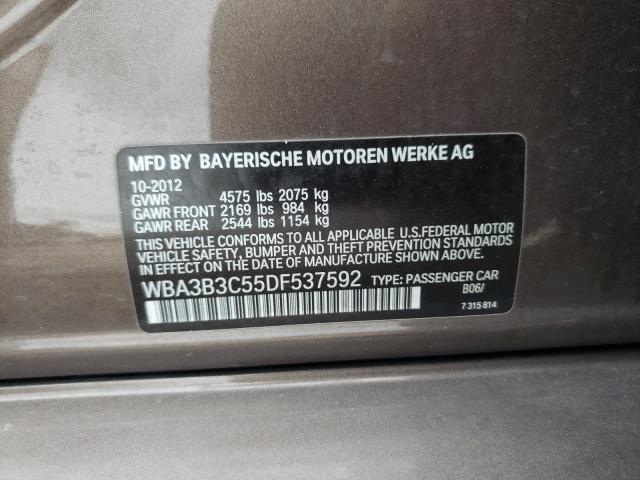 MFD BY BAYERISCHE MOTOREN WERKE AG
10-2012
GVWR 4575 lbs 2075 kg
GAWR FRONT 2169 lbs 984 kg
GAWR REAR 2544 lbs 1154 kg
THIS VEHICLE CONFORMS TO ALL APPLICABLE U.S.FEDERAL MOTOR
VEHICLE SAFETY, BUMPER AND THEFT PREVENTION STANDARDS
IN EFFECT ON THE DATE OF MANUFACTURE SHOWN ABOVE.
WBA3B3C55DF537592 TYPE: PASSENGER CAR
B06/
7 315 814